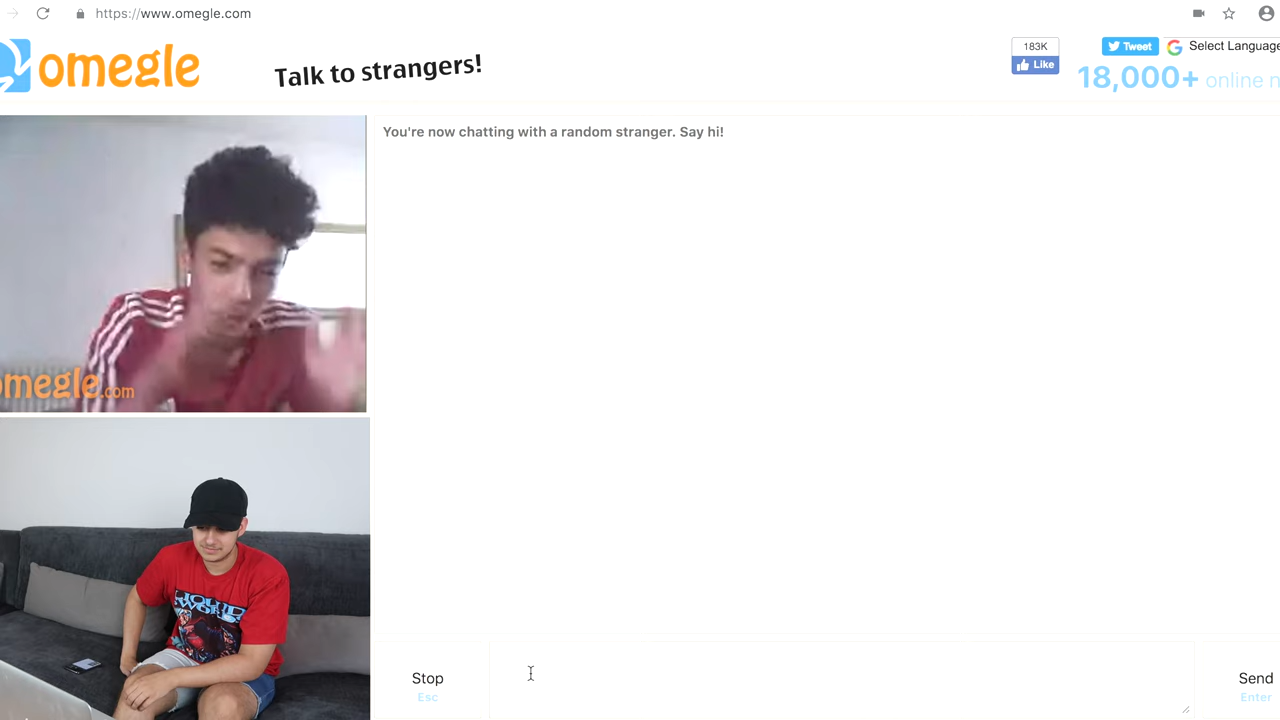 https://www.omegle.com
omegle
Talk to strangers!
183K
Like
Tweet
Select Language
18,000+ online n
You're now chatting with a random stranger. Say hi!
omegle.com
Stop
Esc
Send
Enter